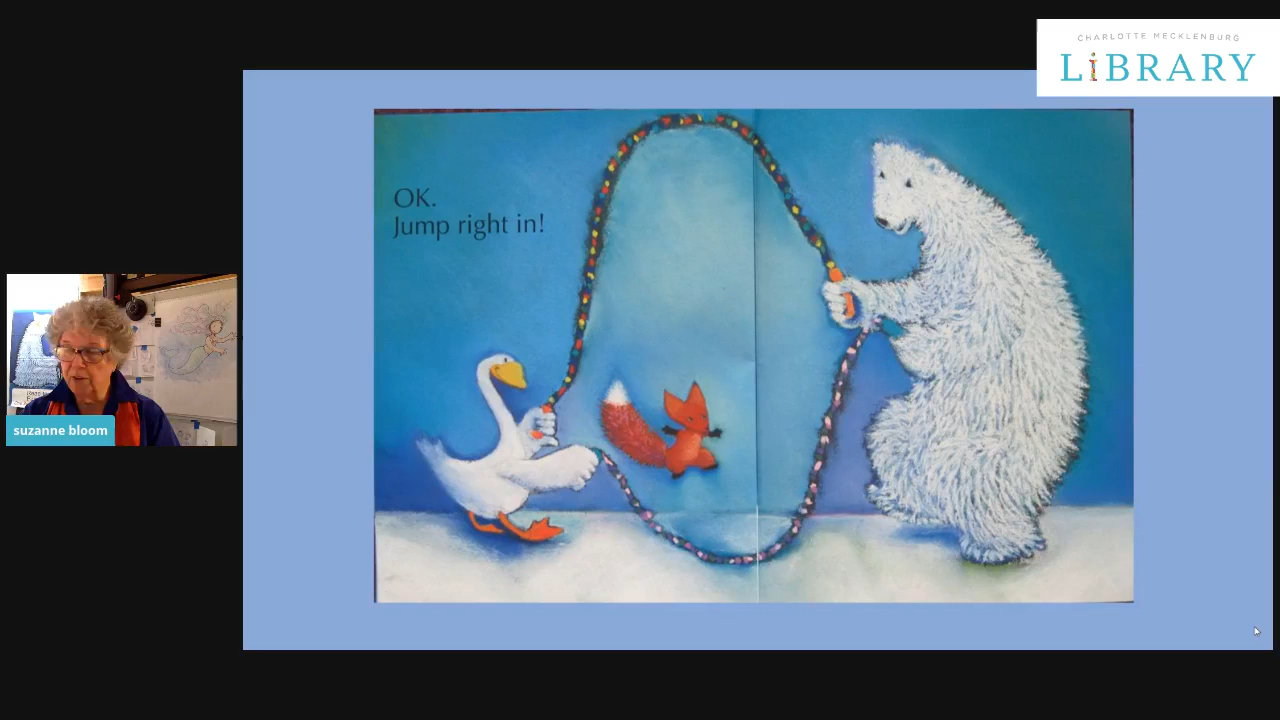 CHARLOTTE MECKLENBURG
LiBRARY
OK.
Jump right in!
suzanne bloom